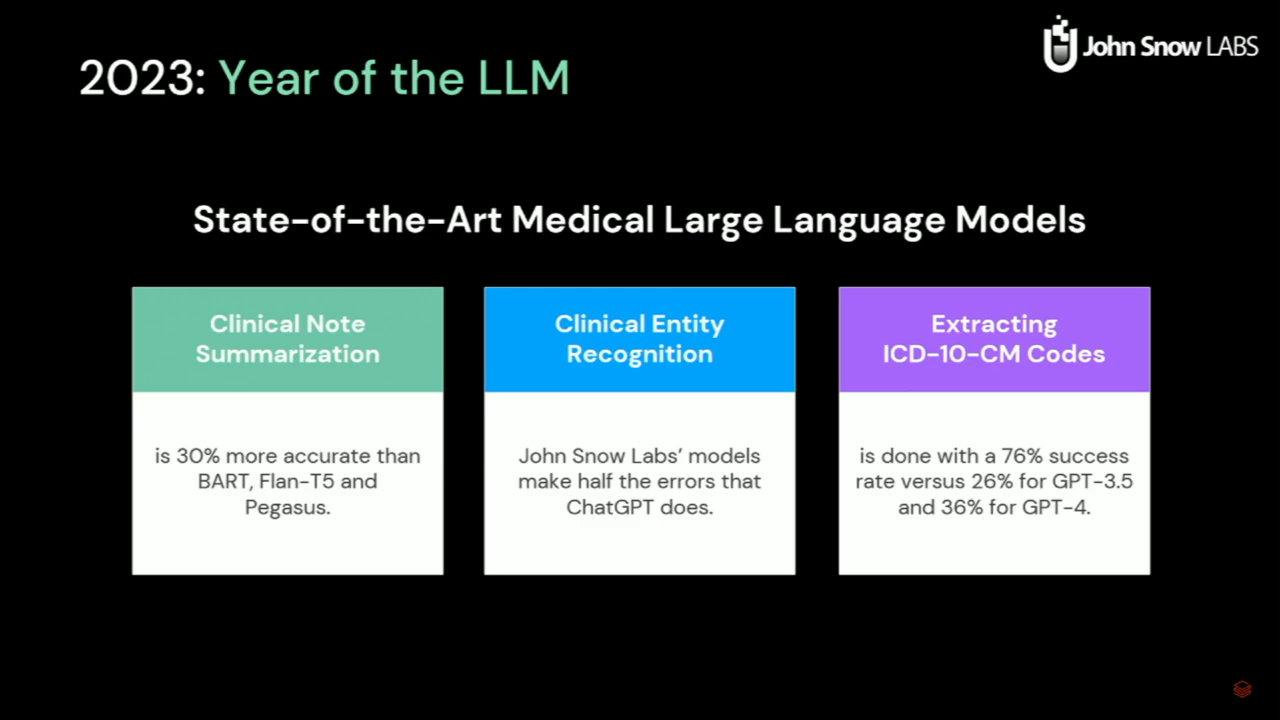 John Snow LABS
2023: Year of the LLM
State-of-the-Art Medical Large Language Models
Clinical Note
Summarization
is 30% more accurate than
BART, Flan-T5 and
Pegasus.
Clinical Entity
Recognition
John Snow Labs’ models
make half the errors that
ChatGPT does.
Extracting
ICD-10-CM Codes
is done with a 76% success
rate versus 26% for GPT-3.5
and 36% for GPT-4.